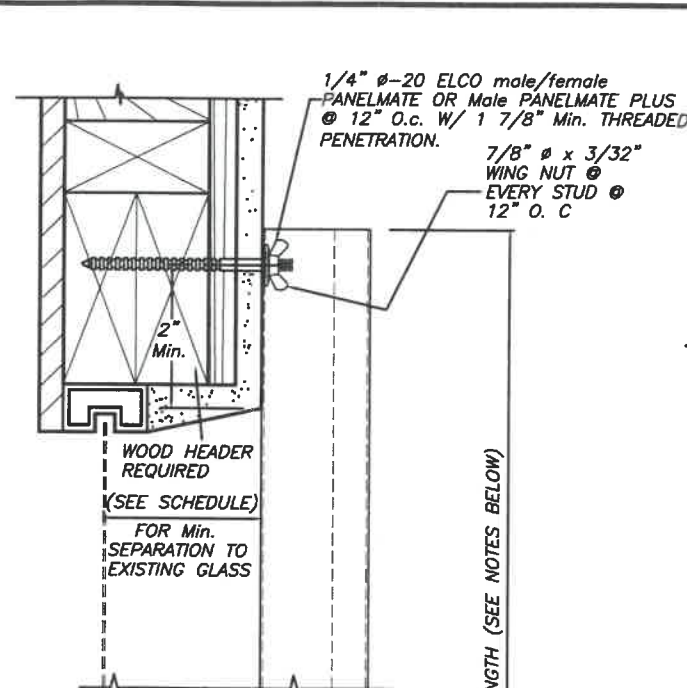 1/4" ø-20 ELCO male/female
PANELMATE OR Male PANELMATE PLUS
@ 12" O.c. W/ 1 7/8" Min. THREADED
PENETRATION.
7/8" ø x 3/32"
WING NUT @
EVERY STUD @
12" O. C
2"
Min.
WOOD HEADER
REQUIRED
(SEE SCHEDULE)
FOR Min.
SEPARATION TO
EXISTING GLASS
NGTH (SEE NOTES BELOW)